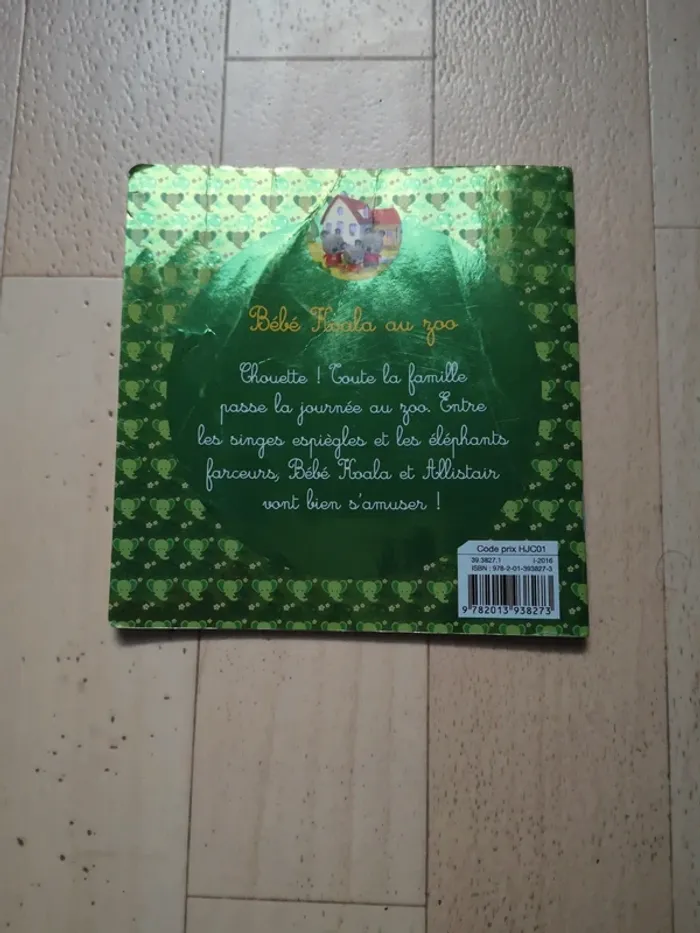 Bébé Koala au zoo
Chouette ! Toute la famille
passe la journée au zoo. Entre
les singes espiègles et les éléphants
farceurs, Bébé Koala et Allistair
vont bien s'amuser !
Code prix HJC01
39.3827.1 I-2016
ISBN : 978-2-01-393827-3
9 782013 938273